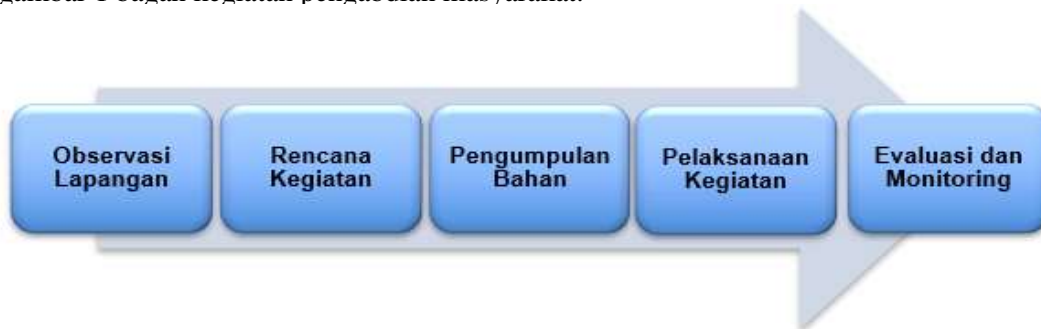 Observasi
Lapangan
Rencana
Kegiatan
Pengumpulan
Bahan
Pelaksanaan
Kegiatan
Evaluasi dan
Monitoring